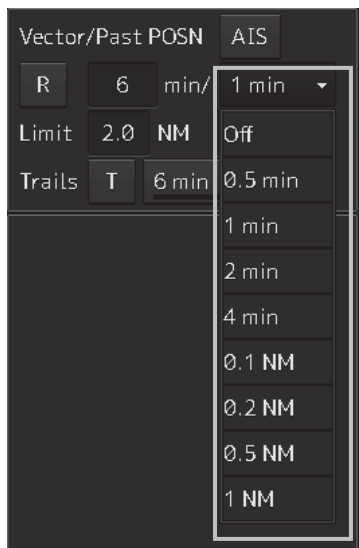 Vector/Past POSN AIS
R 6 min/ 1 min
Limit 2.0 NM
Off
Trails T 6 min
0.5 min
1 min
2 min
4 min
0.1 NM
0.2 NM
0.5 NM
1 NM